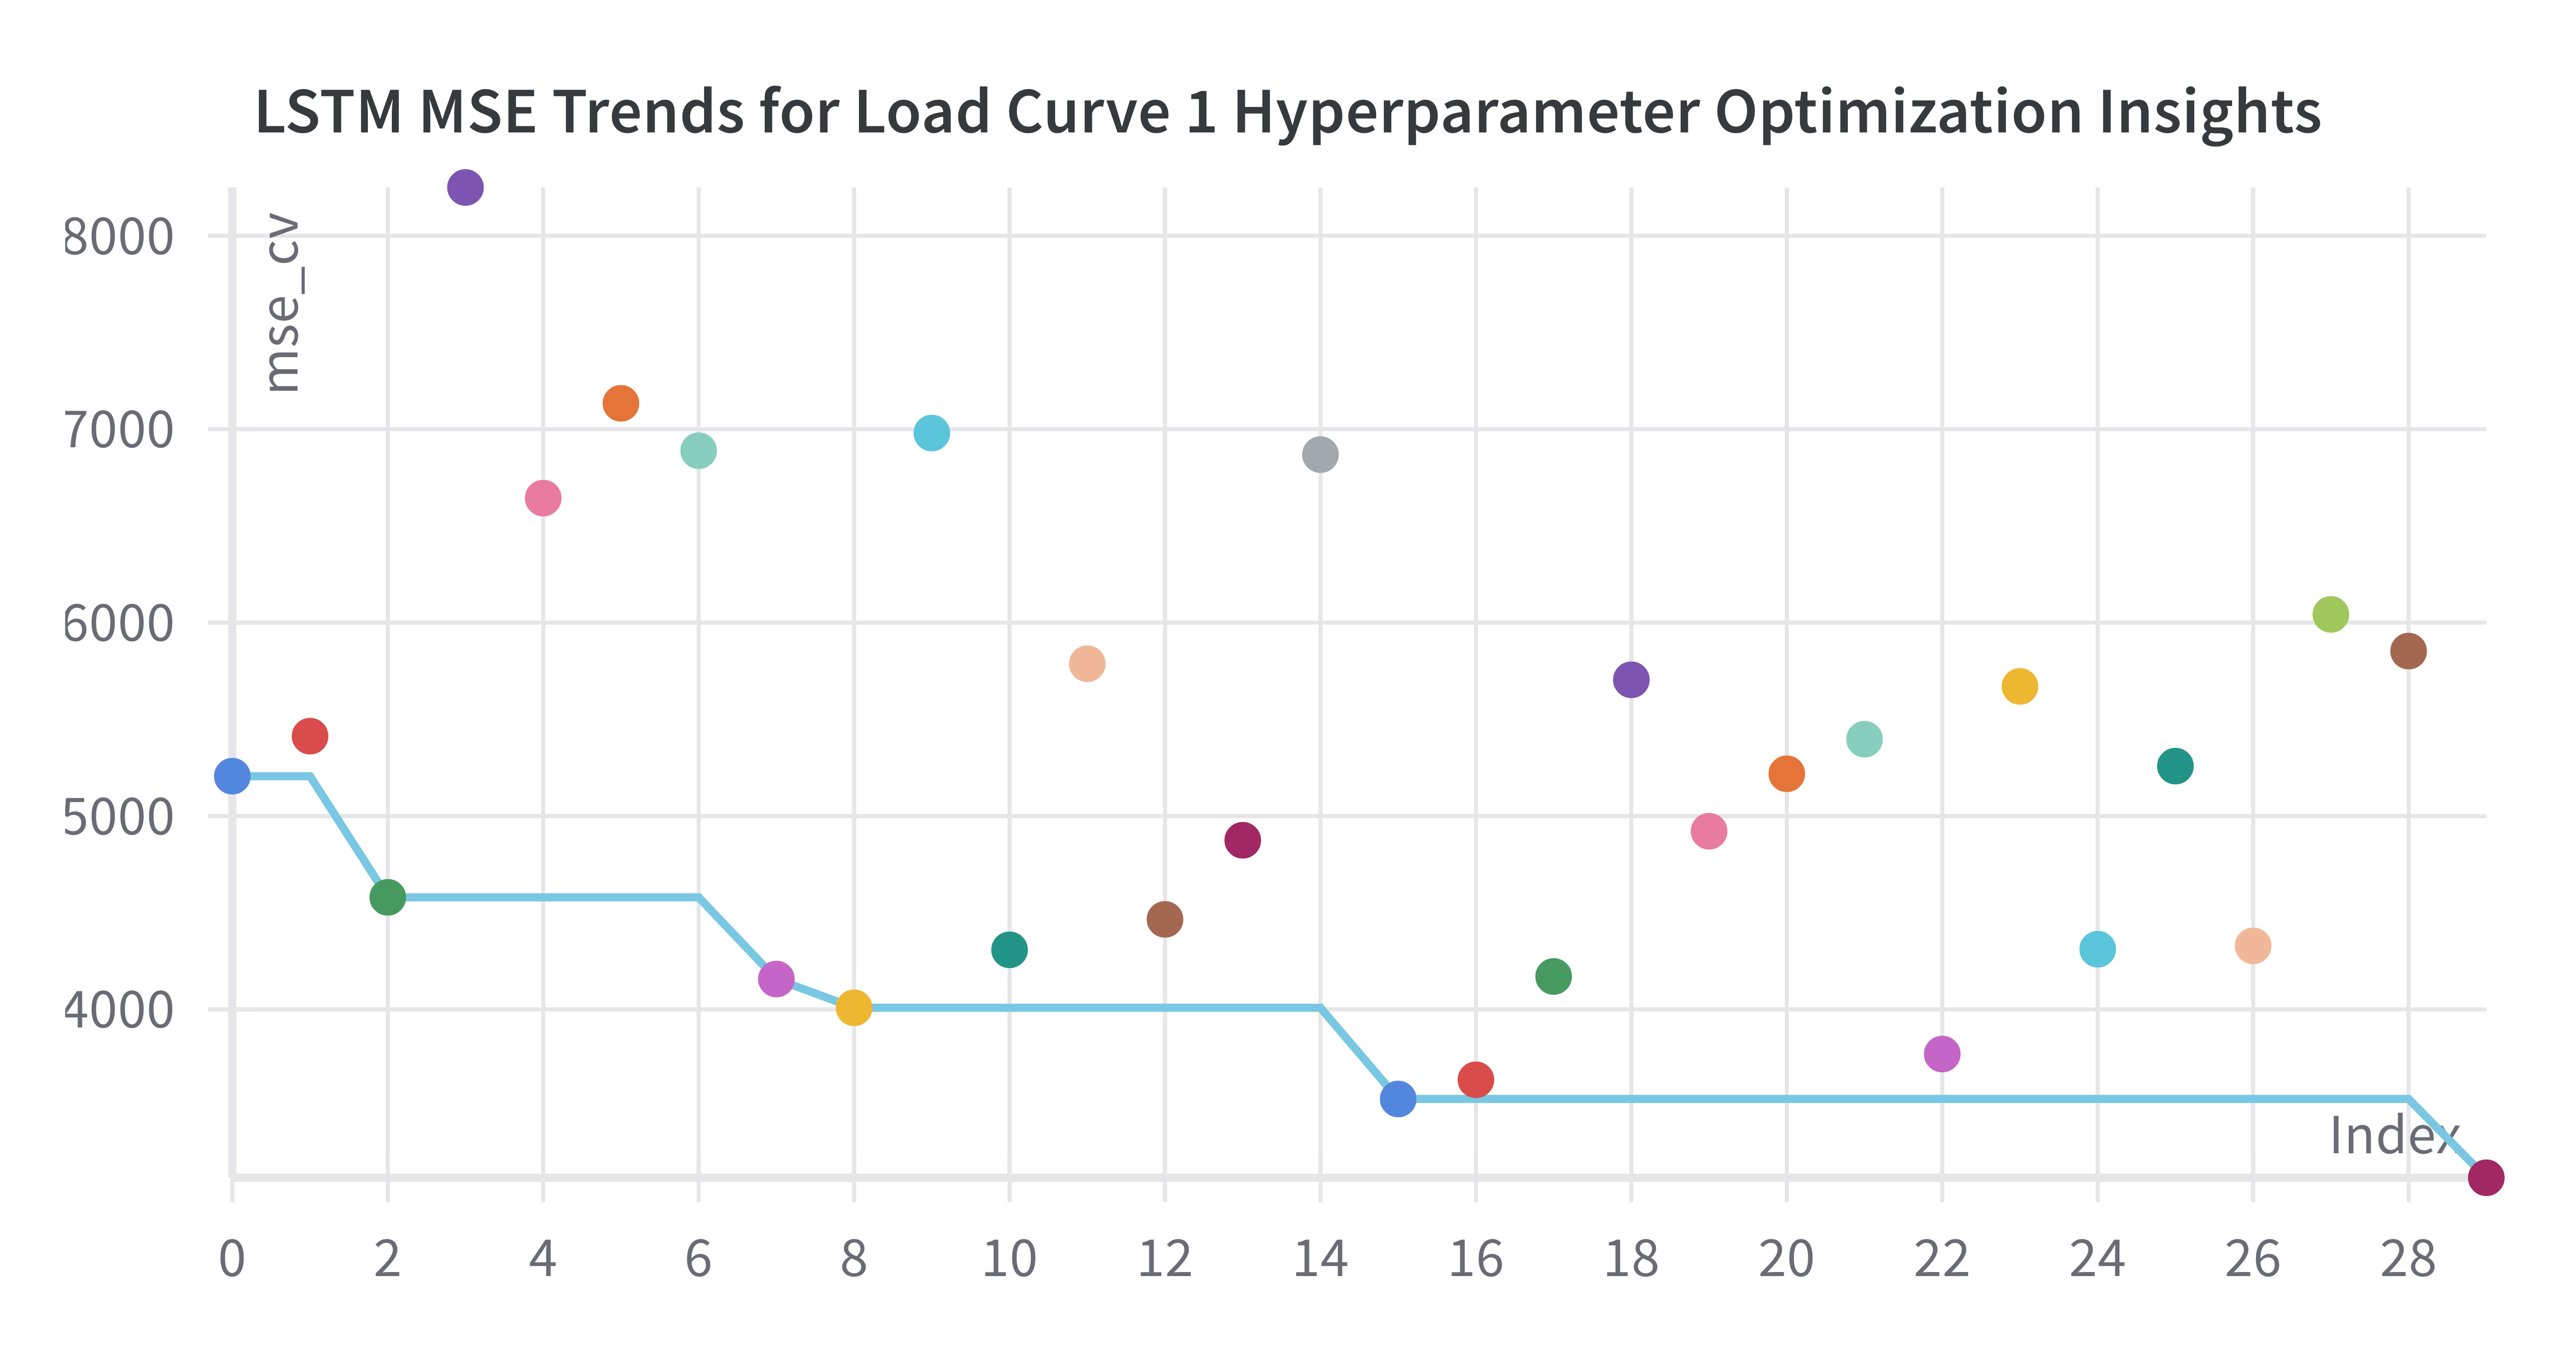 LSTM MSE Trends for Load Curve 1 Hyperparameter Optimization Insights
mse_cv
8000
7000
6000
5000
4000
Index
0 2 4 6 8 10 12 14 16 18 20 22 24 26 28